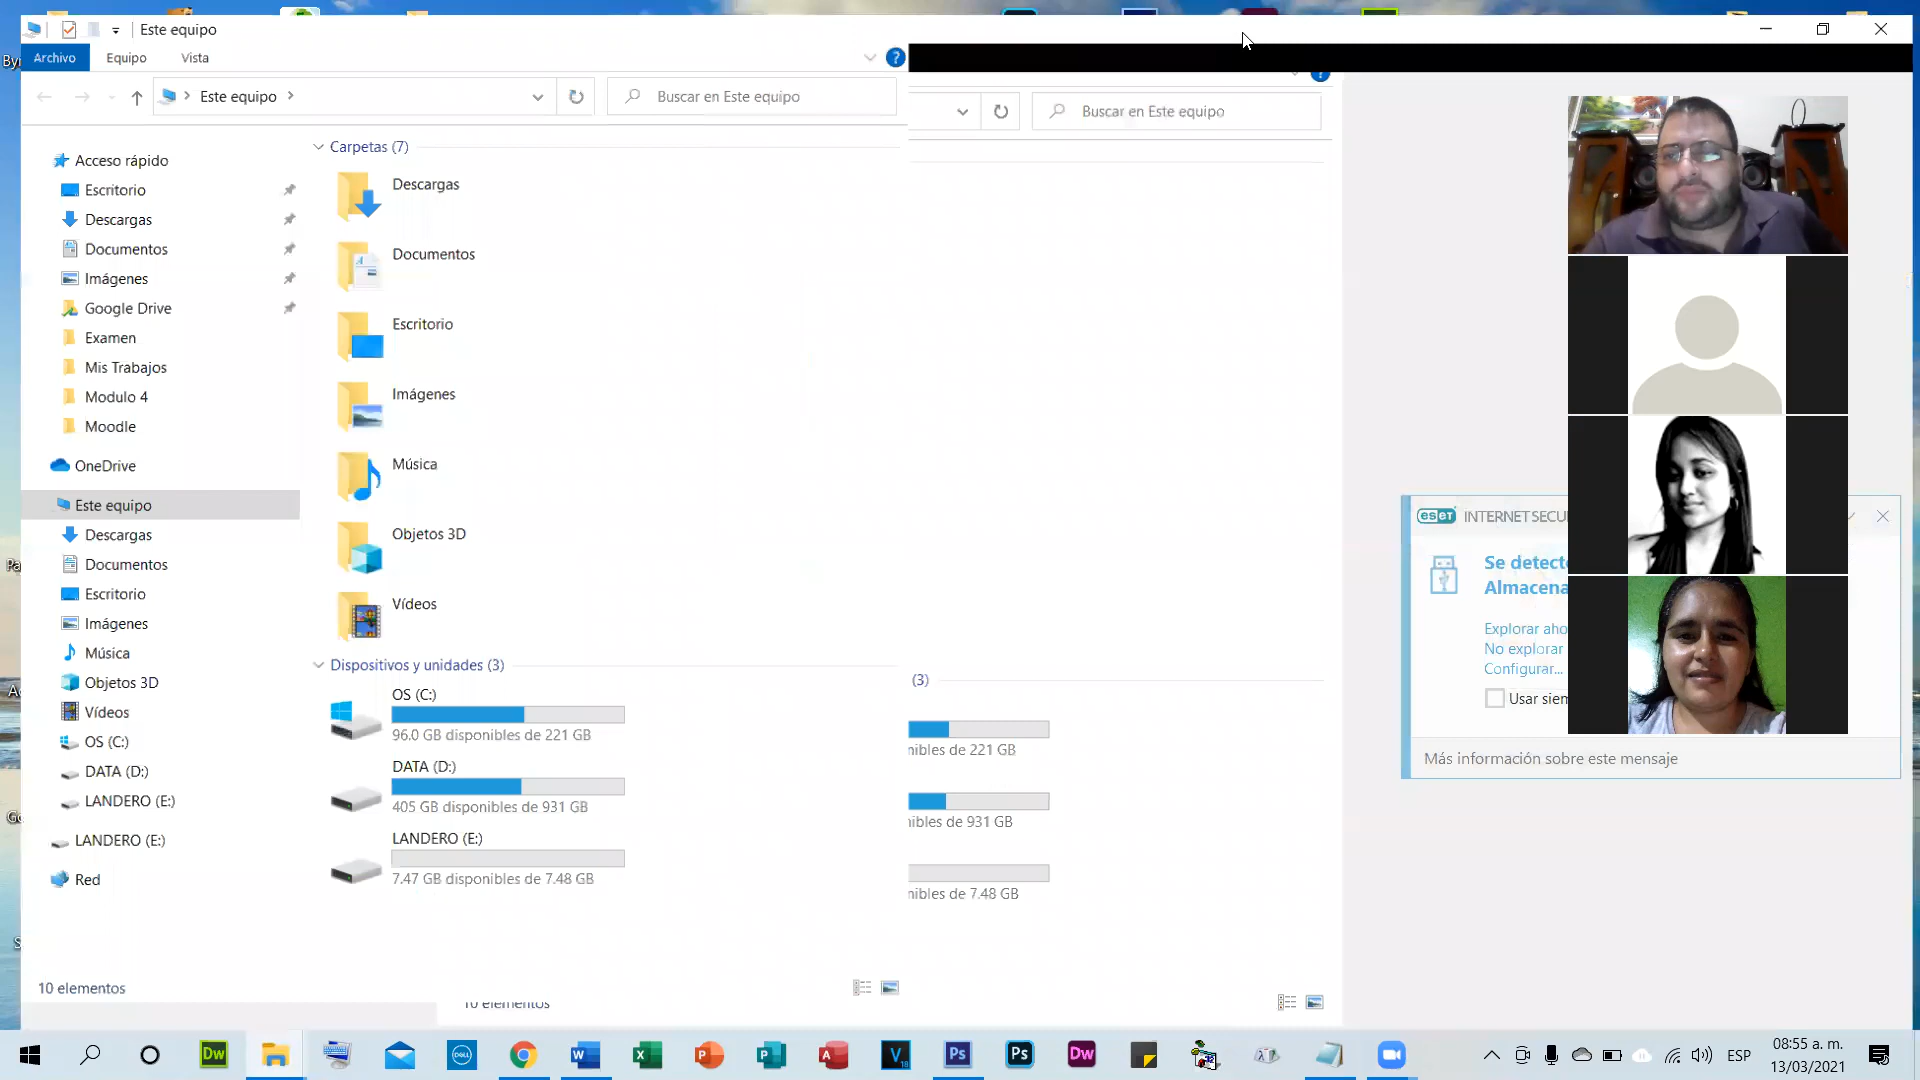 Este equipo
Archivo
Equipo
Vista
Este equipo
Buscar en Este equipo
Buscar en Este equipo
Acceso rápido
Escritorio
Descargas
Documentos
Imágenes
Google Drive
Examen
Mis Trabajos
Modulo 4
Moodle
OneDrive
Este equipo
Descargas
Documentos
Escritorio
Imágenes
Música
Objetos 3D
Vídeos
OS (C:)
DATA (D:)
LANDERO (E:)
LANDERO (E:)
Red
Carpetas (7)
Descargas
Documentos
Escritorio
Imágenes
Música
Objetos 3D
Vídeos
Dispositivos y unidades (3)
OS (C:)
96.0 GB disponibles de 221 GB
DATA (D:)
405 GB disponibles de 931 GB
LANDERO (E:)
7.47 GB disponibles de 7.48 GB
(3)
nibles de 221 GB
nibles de 931 GB
nibles de 7.48 GB
10 elementos
10 elementos
eset INTERNET SECU
Se detect
Almacena
Explorar aho
No explorar
Configurar...
Usar sien
Más información sobre este mensaje
ESP
08:55 a. m.
13/03/2021